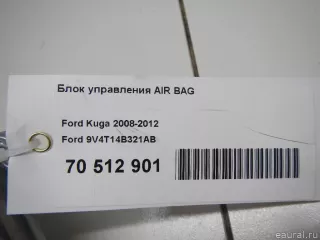 Блок управления AIR BAG
Ford Kuga 2008-2012
Ford 9V4T14B321AB
70 512 901
© eaural.ru